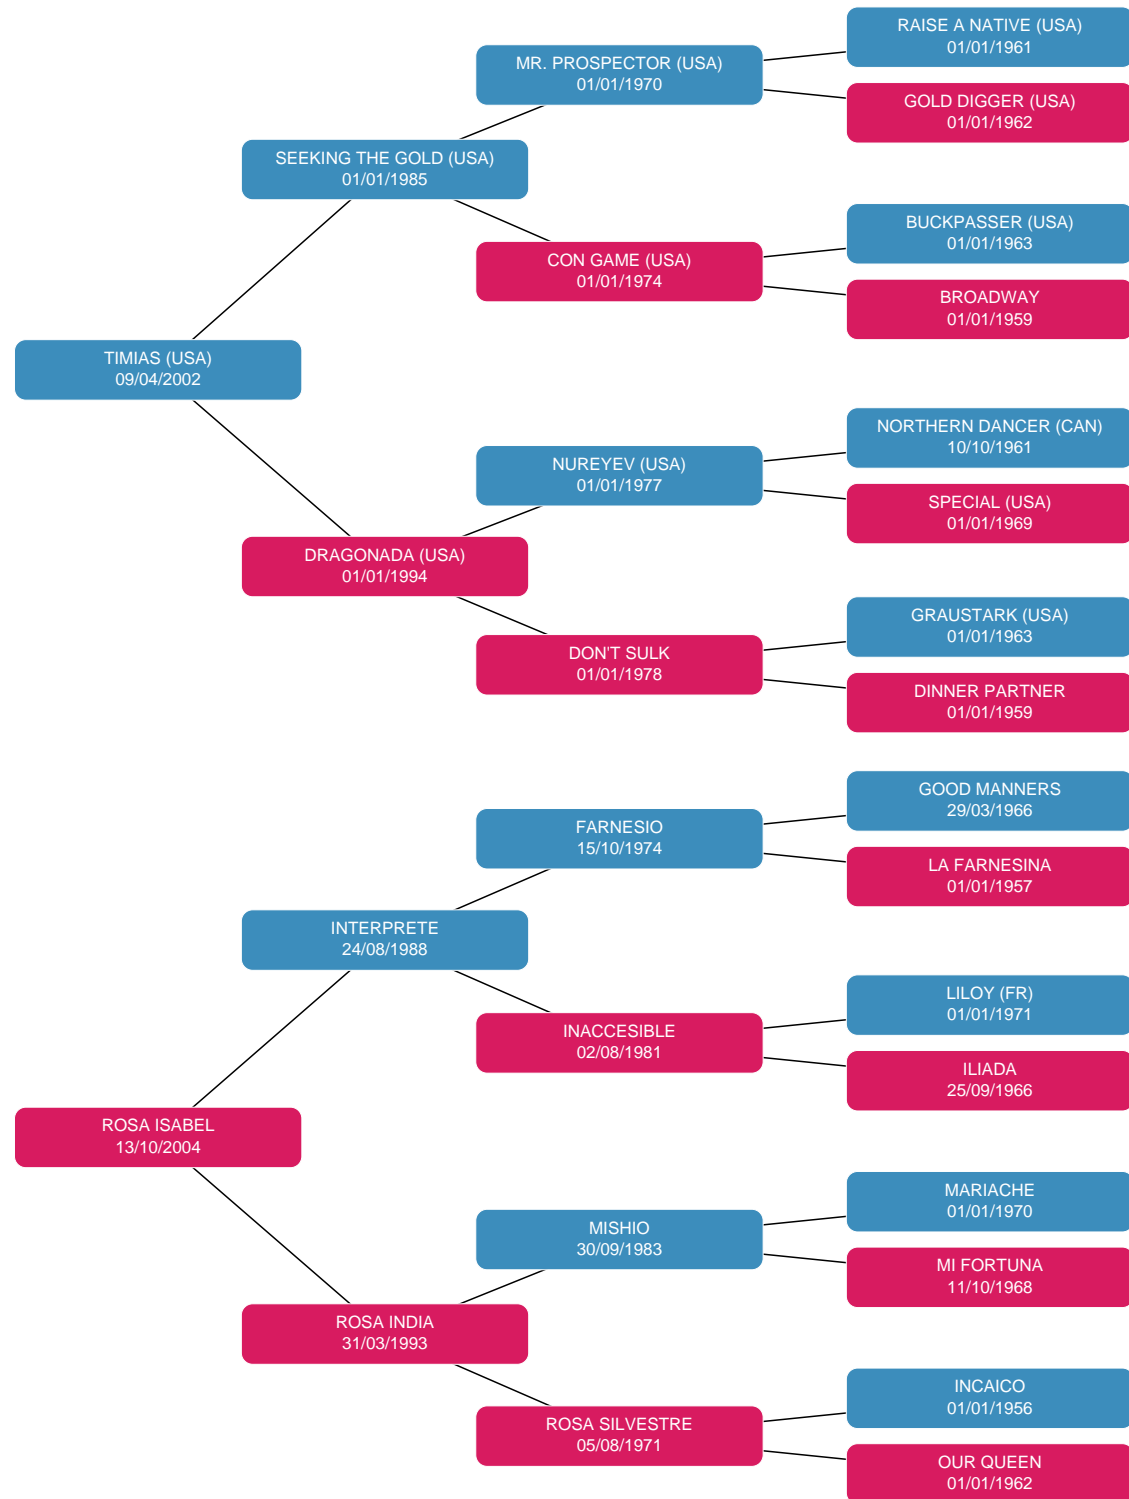 RAISE A NATIVE (USA)
01/01/1961
MR. PROSPECTOR (USA)
01/01/1970
GOLD DIGGER (USA)
01/01/1962
SEEKING THE GOLD (USA)
01/01/1985
BUCKPASSER (USA)
01/01/1963
CON GAME (USA)
01/01/1974
BROADWAY
01/01/1959
TIMIAS (USA)
09/04/2002
NORTHERN DANCER (CAN)
10/10/1961
NUREYEV (USA)
01/01/1977
SPECIAL (USA)
01/01/1969
DRAGONADA (USA)
01/01/1994
GRAUSTARK (USA)
01/01/1963
DON'T SULK
01/01/1978
DINNER PARTNER
01/01/1959
GOOD MANNERS
29/03/1966
FARNESIO
15/10/1974
LA FARNESINA
01/01/1957
INTERPRETE
24/08/1988
LILOY (FR)
01/01/1971
INACCESIBLE
02/08/1981
ILIADA
25/09/1966
ROSA ISABEL
13/10/2004
MARIACHE
01/01/1970
MISHIO
30/09/1983
MI FORTUNA
11/10/1968
ROSA INDIA
31/03/1993
INCAICO
01/01/1956
ROSA SILVESTRE
05/08/1971
OUR QUEEN
01/01/1962